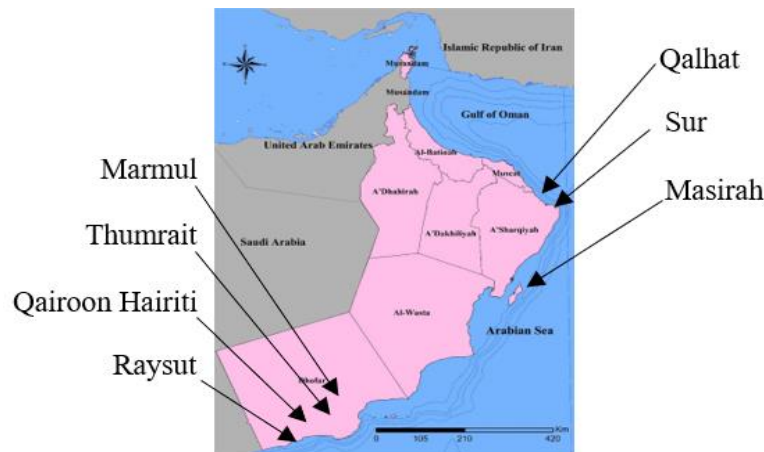 Islamic Republic of Iran
Musandam
Musandam
Gulf of Oman
United Arab Emirates
Al-Batinah
Muscat
A'Dhahirah
A'Dakhiliyah
A'Sharqiyah
Saudi Arabia
Al-Wusta
Arabian Sea
Dhofar
Km
0 105 210 420
Qalhat
Sur
Masirah
Marmul
Thumrait
Qairoon Hairiti
Raysut